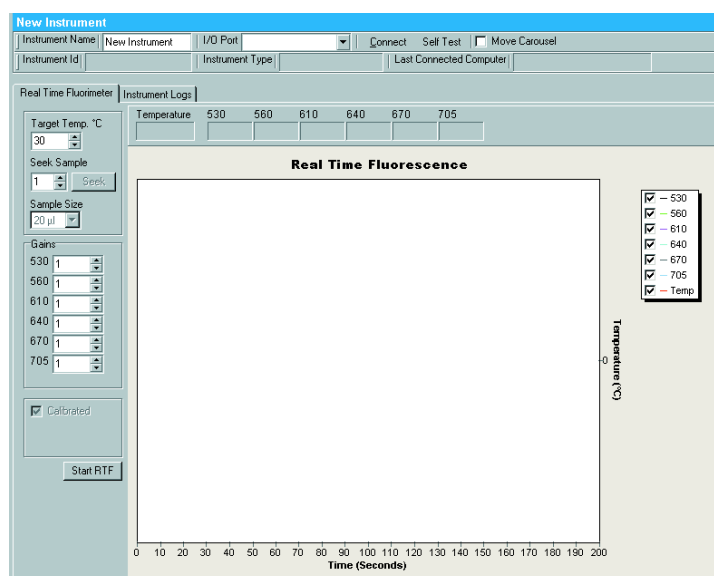 New Instrument
Instrument Name New Instrument I/O Port Connect Self Test Move Carousel
Instrument Id Instrument Type Last Connected Computer
Real Time Fluorimeter Instrument Logs
Target Temp. °C
30
Seek Sample
1 Seek
Sample Size
20 µl
Gains
530 1
560 1
610 1
640 1
670 1
705 1
Calibrated
Start RTF
Temperature 530 560 610 640 670 705
Real Time Fluorescence
530
560
610
640
670
705
Temp
0
Temperature (°C)
0 10 20 30 40 50 60 70 80 90 100 110 120 130 140 150 160 170 180 190 200
Time (Seconds)